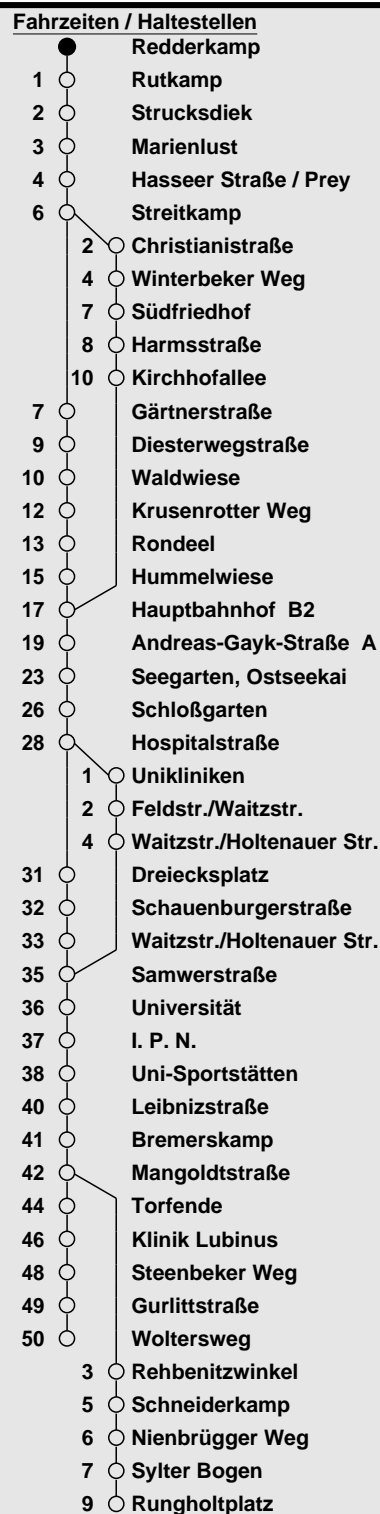 Fahrzeiten / Haltestellen
Redderkamp
1 Rutkamp
2 Strucksdiek
3 Marienlust
4 Hasseer Straße / Prey
6 Streitkamp
2 Christianistraße
4 Winterbeker Weg
7 Südfriedhof
8 Harmsstraße
10 Kirchhofallee
7 Gärtnerstraße
9 Diesterwegstraße
10 Waldwiese
12 Krusenrotter Weg
13 Rondeel
15 Hummelwiese
17 Hauptbahnhof B2
19 Andreas-Gayk-Straße A
23 Seegarten, Ostseekai
26 Schloßgarten
28 Hospitalstraße
1 Unikliniken
2 Feldstr./Waitzstr.
4 Waitzstr./Holtenauer Str.
31 Dreiecksplatz
32 Schauenburgerstraße
33 Waitzstr./Holtenauer Str.
35 Samwerstraße
36 Universität
37 I. P. N.
38 Uni-Sportstätten
40 Leibnizstraße
41 Bremerskamp
42 Mangoldtstraße
44 Torfende
46 Klinik Lubinus
48 Steenbeker Weg
49 Gurlittstraße
50 Woltersweg
3 Rehbenitzwinkel
5 Schneiderkamp
6 Nienbrügger Weg
7 Sylter Bogen
9 Rungholtplatz